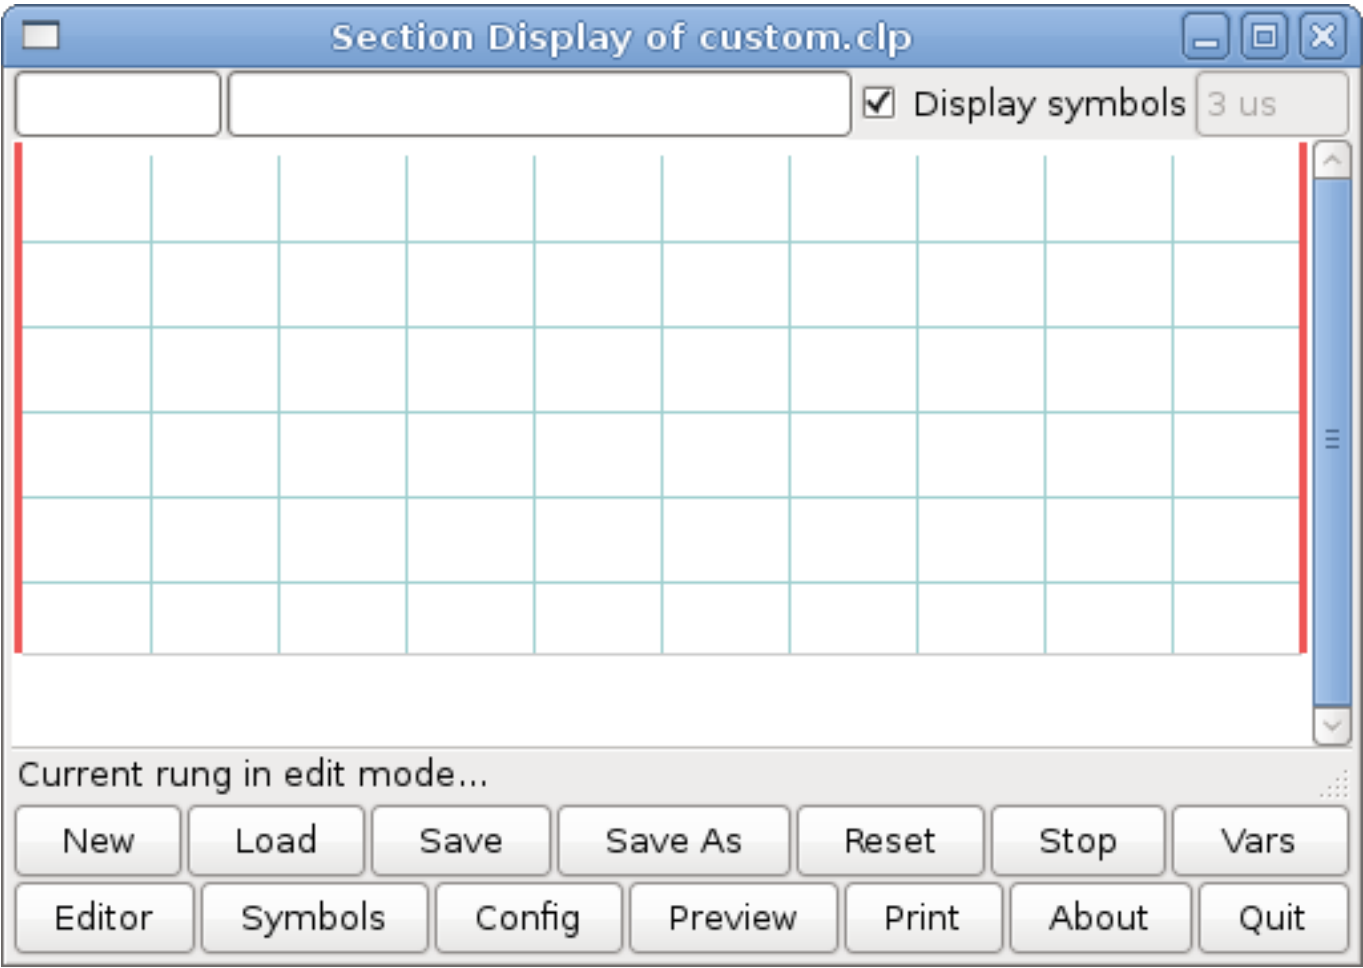 Section Display of custom.clp
Display symbols 3 us
Current rung in edit mode...
New Load Save Save As Reset Stop Vars
Editor Symbols Config Preview Print About Quit